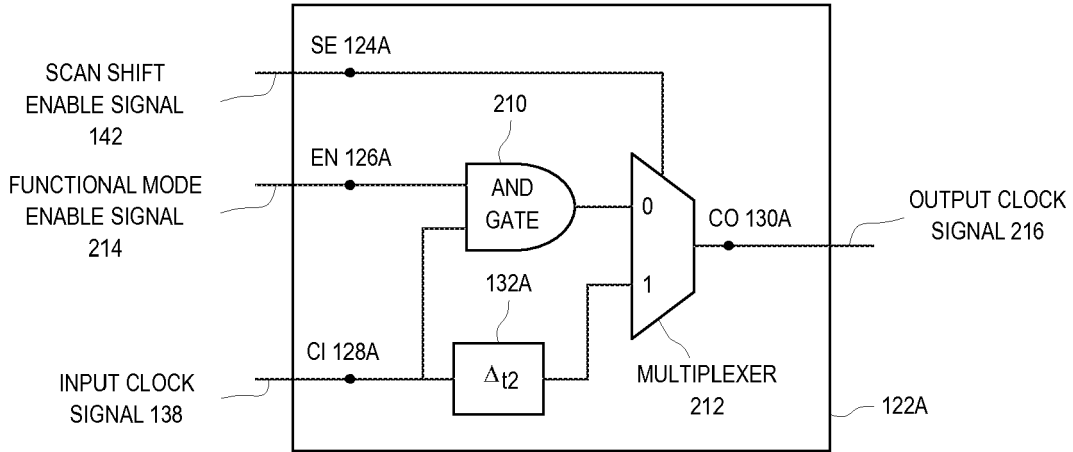 SE 124A
SCAN SHIFT
ENABLE SIGNAL
142
210
EN 126A
FUNCTIONAL MODE
ENABLE SIGNAL
214
AND
GATE
0
CO 130A
OUTPUT CLOCK
SIGNAL 216
132A
1
CI 128A
INPUT CLOCK
SIGNAL 138
Δt2
MULTIPLEXER
212
122A